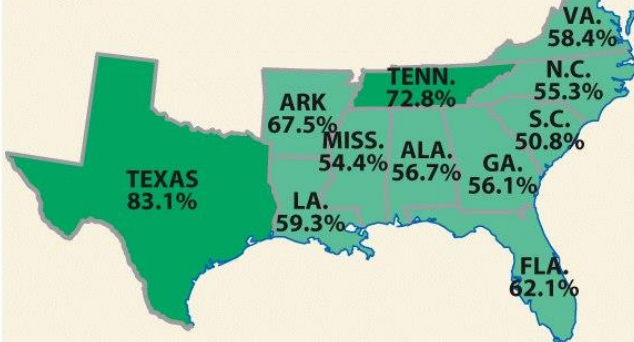 VA.
58.4%
TENN.
72.8%
N.C.
55.3%
ARK
67.5%
S.C.
50.8%
MISS.
54.4%
ALA.
56.7%
GA.
56.1%
TEXAS
83.1%
LA.
59.3%
FLA.
62.1%